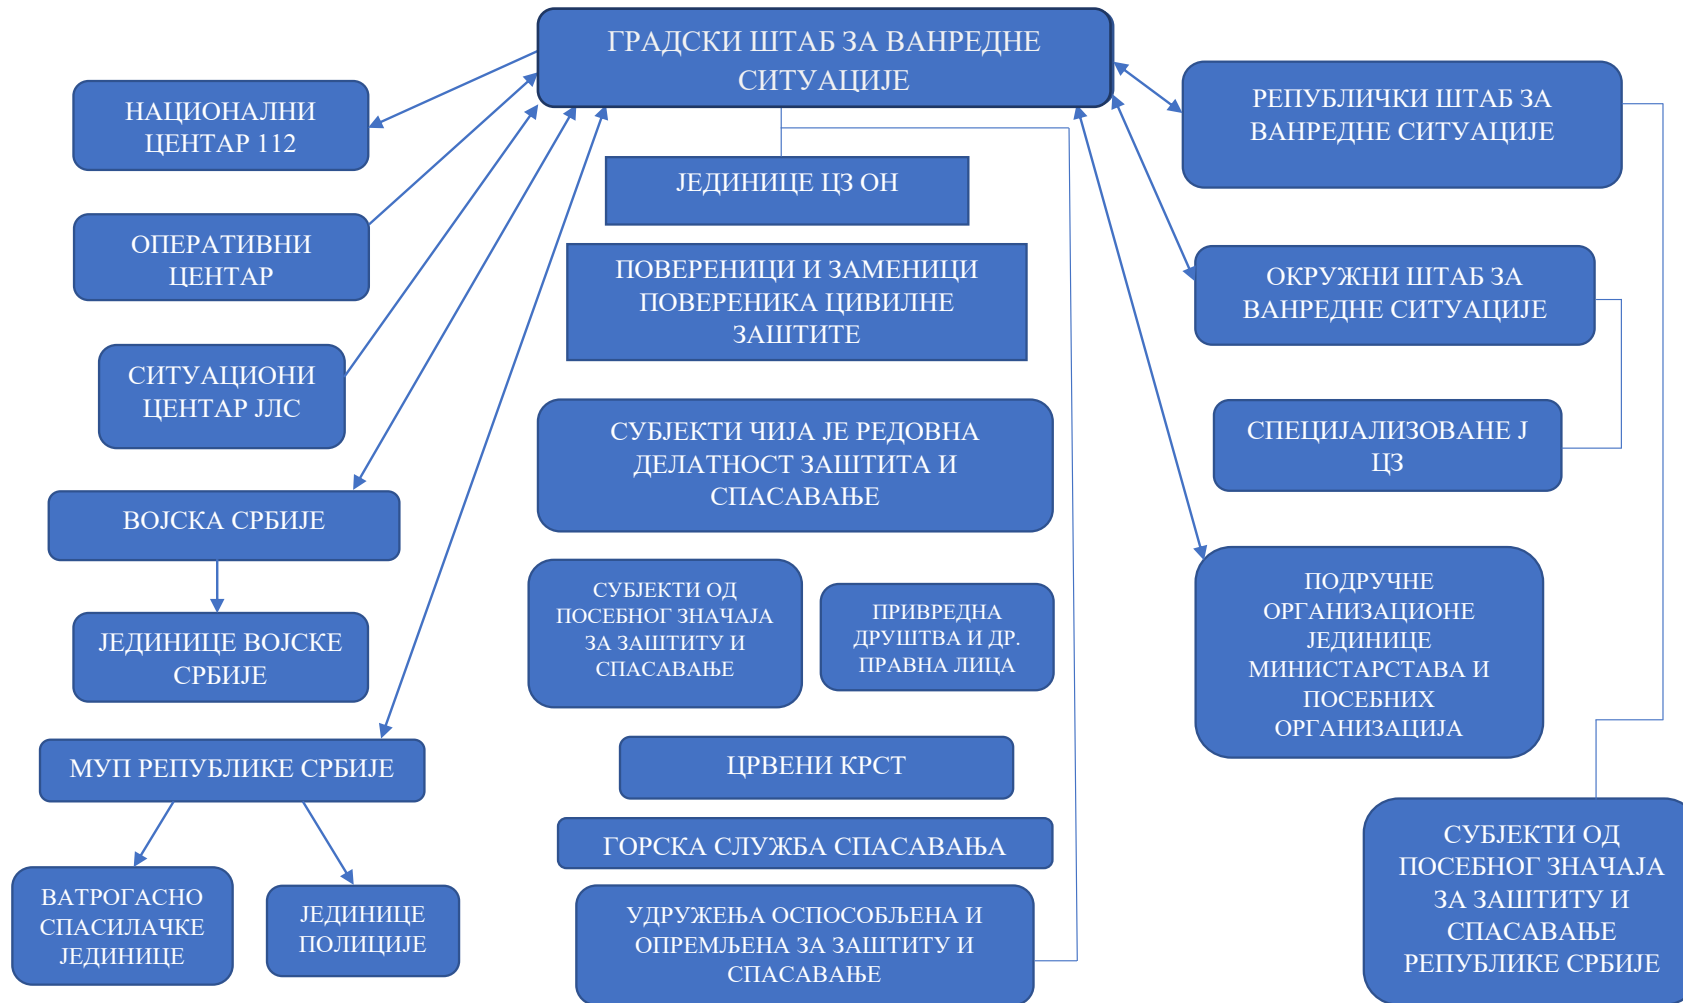 ГРАДСКИ ШТАБ ЗА ВАНРЕДНЕ
СИТУАЦИЈЕ
НАЦИОНАЛНИ
ЦЕНТАР 112
ОПЕРАТИВНИ
ЦЕНТАР
СИТУАЦИОНИ
ЦЕНТАР ЈЛС
ВОЈСКА СРБИЈЕ
ЈЕДИНИЦЕ ВОЈСКЕ
СРБИЈЕ
МУП РЕПУБЛИКЕ СРБИЈЕ
ВАТРОГАСНО
СПАСИЛАЧКЕ
ЈЕДИНИЦЕ
ЈЕДИНИЦЕ
ПОЛИЦИЈЕ
ЈЕДИНИЦЕ ЦЗ ОН
ПОВЕРЕНИЦИ И ЗАМЕНИЦИ
ПОВЕРЕНИКА ЦИВИЛНЕ
ЗАШТИТЕ
СУБЈЕКТИ ЧИЈА ЈЕ РЕДОВНА
ДЕЛАТНОСТ ЗАШТИТА И
СПАСАВАЊЕ
СУБЈЕКТИ ОД
ПОСЕБНОГ ЗНАЧАЈА
ЗА ЗАШТИТУ И
СПАСАВАЊЕ
ПРИВРЕДНА
ДРУШТВА И ДР.
ПРАВНА ЛИЦА
ЦРВЕНИ КРСТ
ГОРСКА СЛУЖБА СПАСАВАЊА
УДРУЖЕЊА ОСПОСОБЉЕНА И
ОПРЕМЉЕНА ЗА ЗАШТИТУ И
СПАСАВАЊЕ
РЕПУБЛИЧКИ ШТАБ ЗА
ВАНРЕДНЕ СИТУАЦИЈЕ
ОКРУЖНИ ШТАБ ЗА
ВАНРЕДНЕ СИТУАЦИЈЕ
СПЕЦИЈАЛИЗОВАНЕ Ј
ЦЗ
ПОДРУЧНЕ
ОРГАНИЗАЦИОНЕ
ЈЕДИНИЦЕ
МИНИСТАРСТАВА И
ПОСЕБНИХ
ОРГАНИЗАЦИЈА
СУБЈЕКТИ ОД
ПОСЕБНОГ ЗНАЧАЈА
ЗА ЗАШТИТУ И
СПАСАВАЊЕ
РЕПУБЛИКЕ СРБИЈЕ